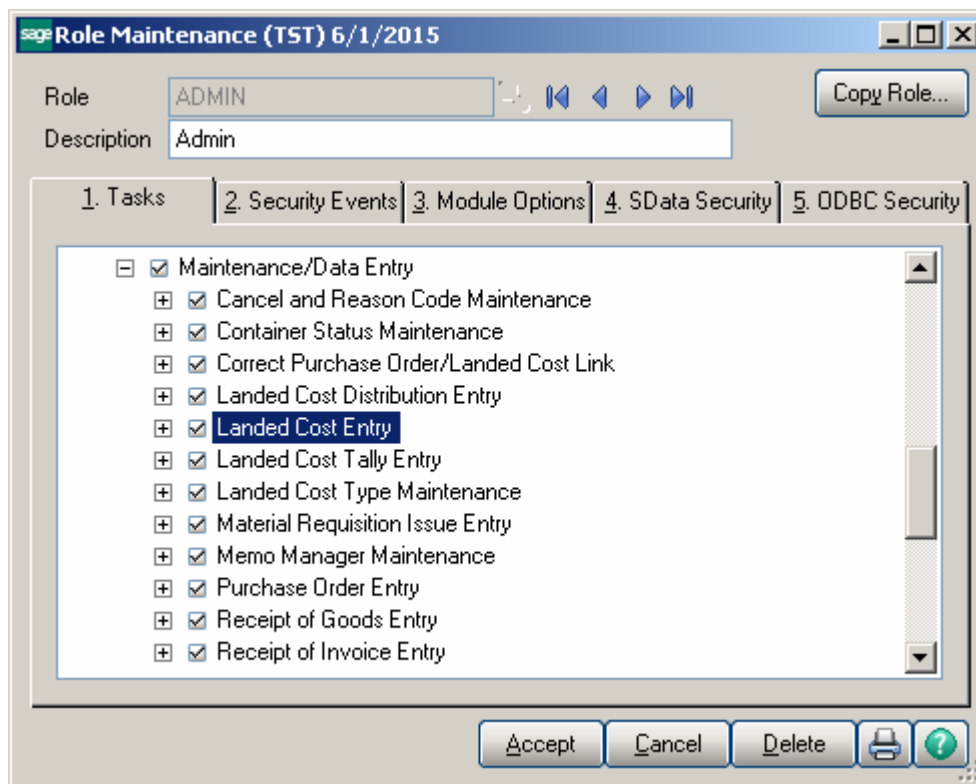 sage Role Maintenance (TST) 6/1/2015
Role ADMIN Copy Role...
Description Admin
1. Tasks 2. Security Events 3. Module Options 4. SData Security 5. ODBC Security
Maintenance/Data Entry
Cancel and Reason Code Maintenance
Container Status Maintenance
Correct Purchase Order/Landed Cost Link
Landed Cost Distribution Entry
Landed Cost Entry
Landed Cost Tally Entry
Landed Cost Type Maintenance
Material Requisition Issue Entry
Memo Manager Maintenance
Purchase Order Entry
Receipt of Goods Entry
Receipt of Invoice Entry
Accept Cancel Delete ?